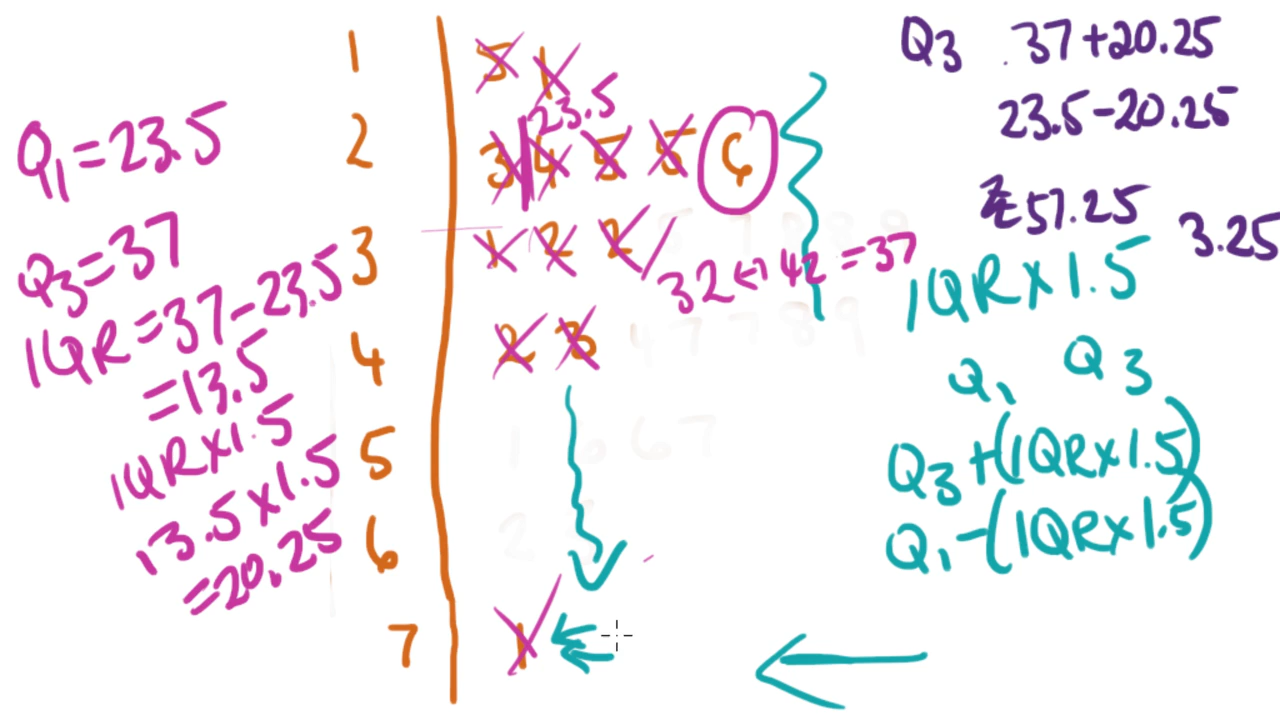 Q1 = 23.5
Q3 = 37
IQR = 37 - 23.5
= 13.5
IQR x 1.5
13.5 x 1.5
= 20.25
1 | 5
2 | 3 4 5 5 6
23.5
3 | 1 2 2
32 ↔ 42 = 37
4 | 2 3
5
6
7 | 1
Q3 37 + 20.25
23.5 - 20.25
57.25
3.25
IQR x 1.5
Q1 Q3
Q3 + (IQR x 1.5)
Q1 - (IQR x 1.5)